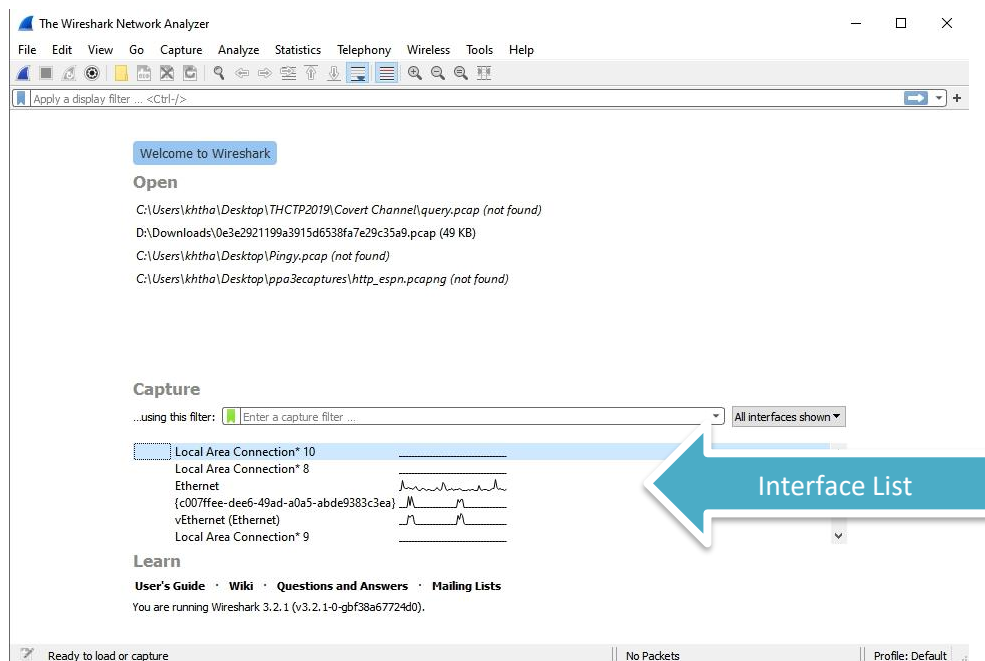 The Wireshark Network Analyzer
File Edit View Go Capture Analyze Statistics Telephony Wireless Tools Help
Apply a display filter ... <Ctrl-/>
Welcome to Wireshark
Open
C:\Users\khtha\Desktop\THCTP2019\Covert Channel\query.pcap (not found)
D:\Downloads\0e3e2921199a3915d6538fa7e29c35a9.pcap (49 KB)
C:\Users\khtha\Desktop\Pingy.pcap (not found)
C:\Users\khtha\Desktop\ppa3ecaptures\http_espn.pcapng (not found)
Capture
...using this filter: Enter a capture filter ... All interfaces shown
Local Area Connection* 10
Local Area Connection* 8
Ethernet
{c007ffee-dee6-49ad-a0a5-abde9383c3ea}
vEthernet (Ethernet)
Local Area Connection* 9
Interface List
Learn
User's Guide · Wiki · Questions and Answers · Mailing Lists
You are running Wireshark 3.2.1 (v3.2.1-0-gbf38a67724d0).
Ready to load or capture No Packets Profile: Default